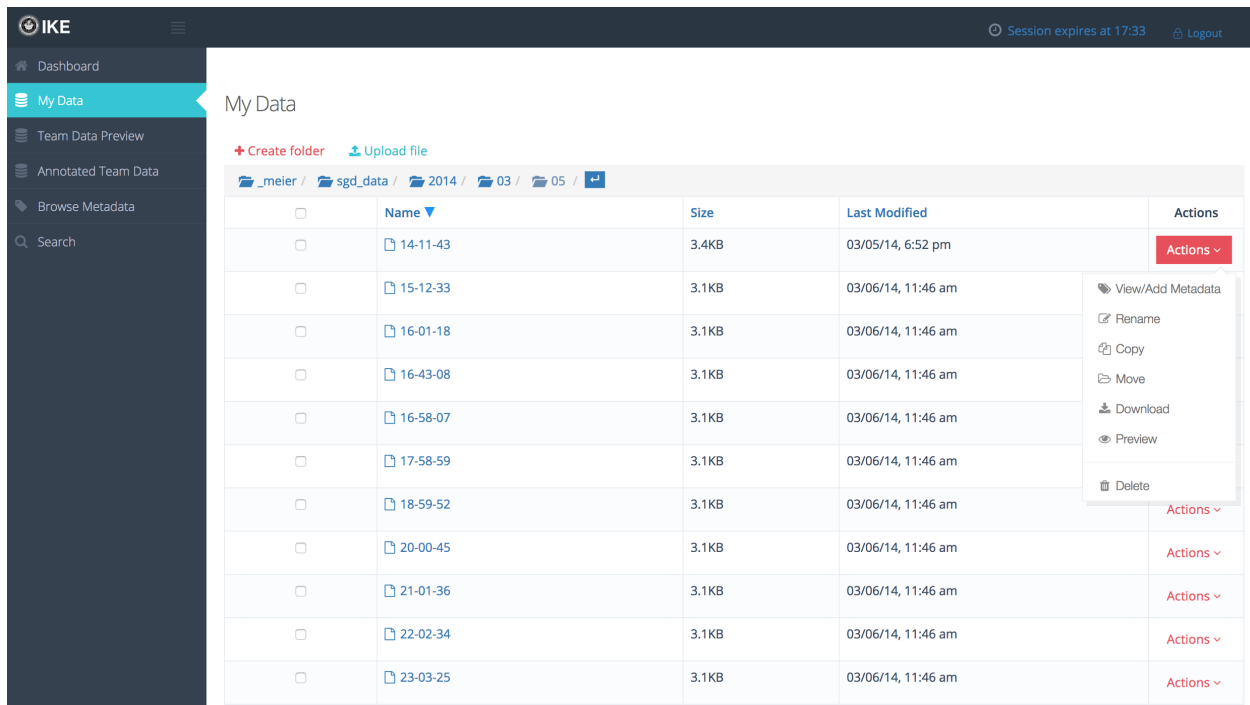 IKE
Session expires at 17:33 Logout
Dashboard
My Data
Team Data Preview
Annotated Team Data
Browse Metadata
Search
My Data
Create folder Upload file
_meier / sgd_data / 2014 / 03 / 05 /
Name Size Last Modified Actions
14-11-43 3.4KB 03/05/14, 6:52 pm Actions
15-12-33 3.1KB 03/06/14, 11:46 am
16-01-18 3.1KB 03/06/14, 11:46 am
16-43-08 3.1KB 03/06/14, 11:46 am
16-58-07 3.1KB 03/06/14, 11:46 am
17-58-59 3.1KB 03/06/14, 11:46 am
18-59-52 3.1KB 03/06/14, 11:46 am Actions
20-00-45 3.1KB 03/06/14, 11:46 am Actions
21-01-36 3.1KB 03/06/14, 11:46 am Actions
22-02-34 3.1KB 03/06/14, 11:46 am Actions
23-03-25 3.1KB 03/06/14, 11:46 am Actions
View/Add Metadata
Rename
Copy
Move
Download
Preview
Delete